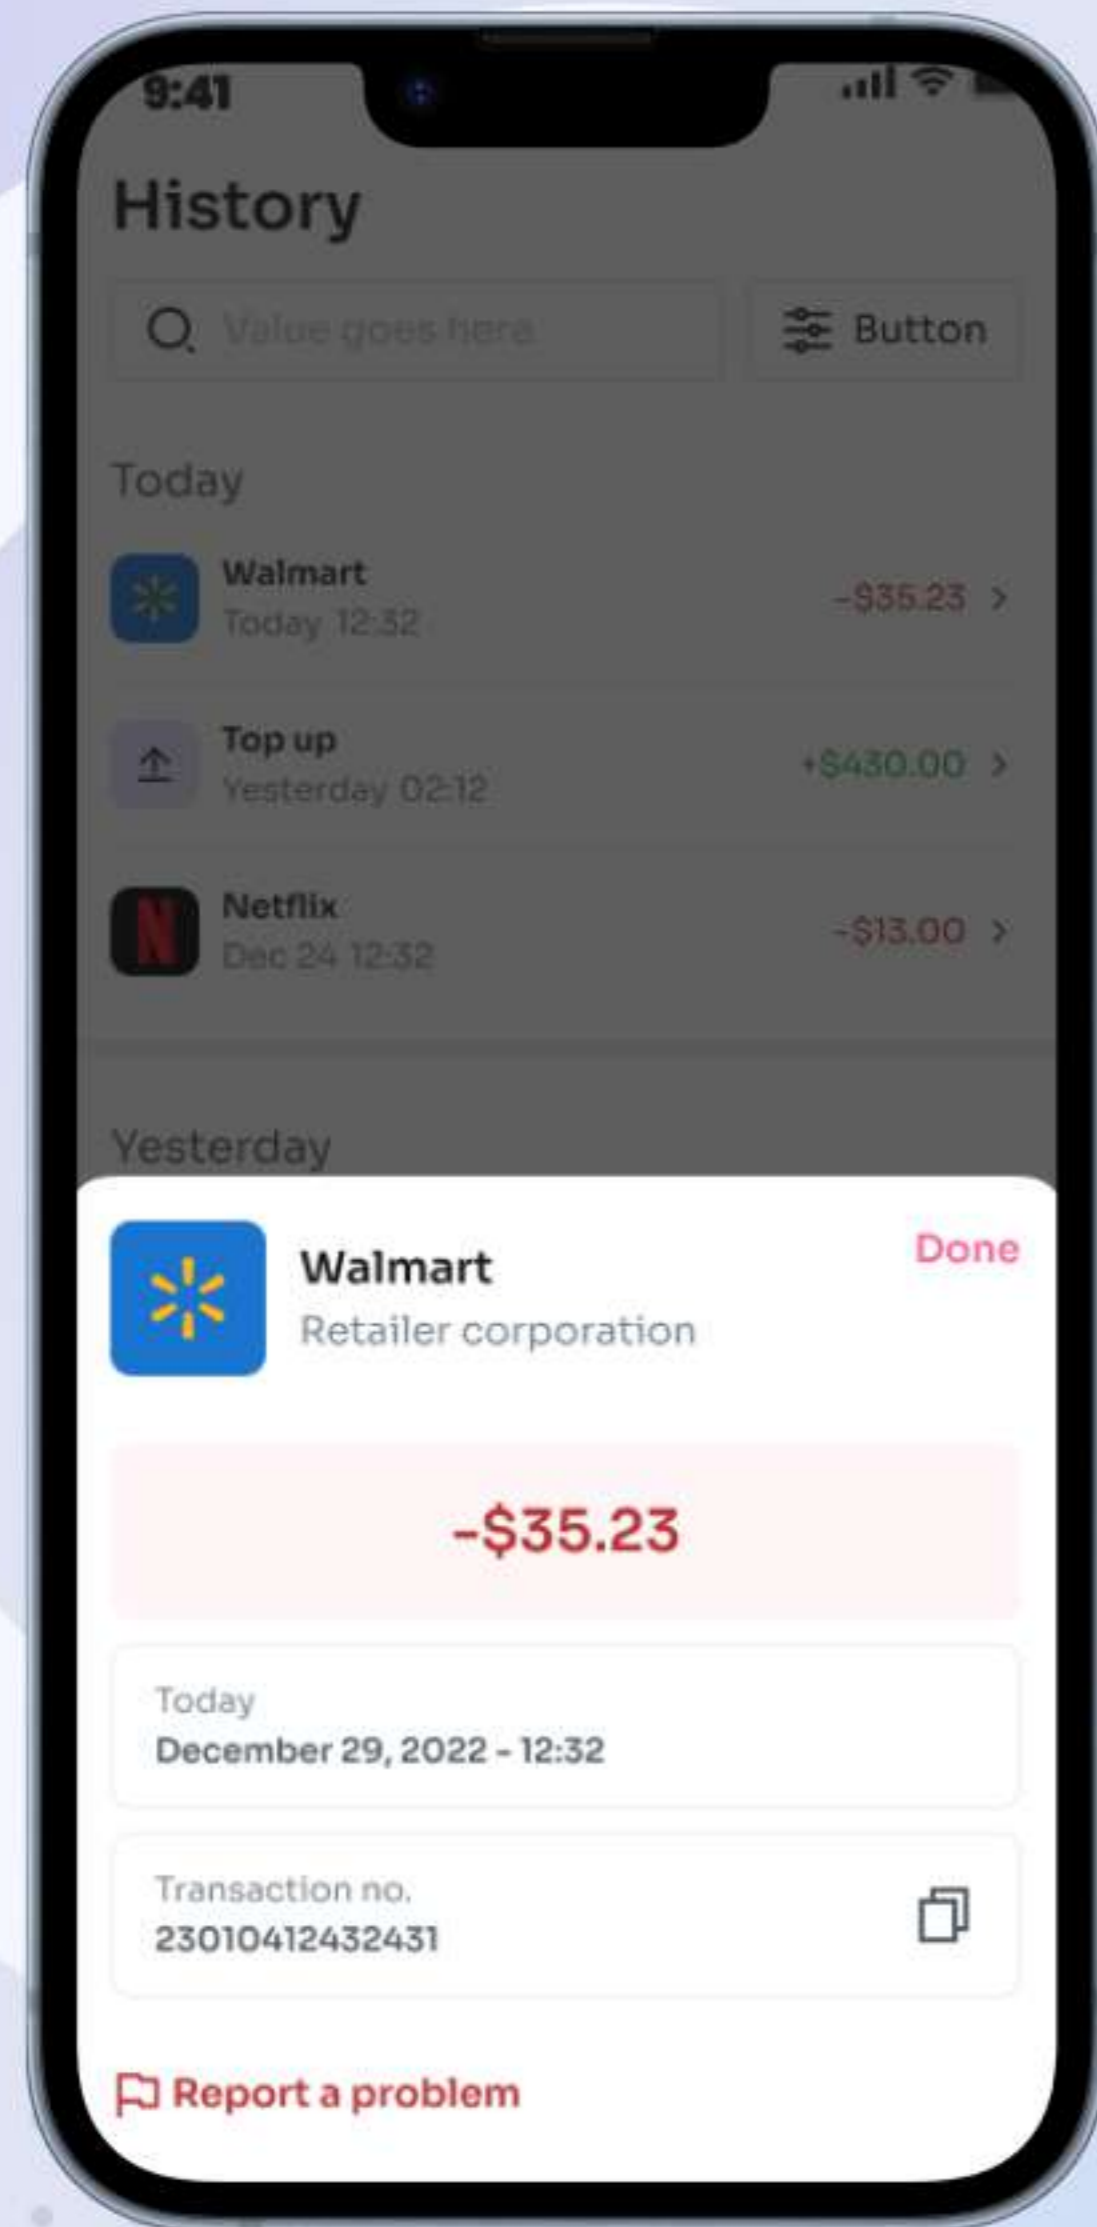 9:41
History
Value goes here
Button
Today
Walmart
Today 12:32
-$35.23
Top up
Yesterday 02:12
+$430.00
N
Netflix
Dec 24 12:32
-$13.00
Yesterday
Walmart
Done
Retailer corporation
-$35.23
Today
December 29, 2022 - 12:32
Transaction no.
23010412432431
Report a problem